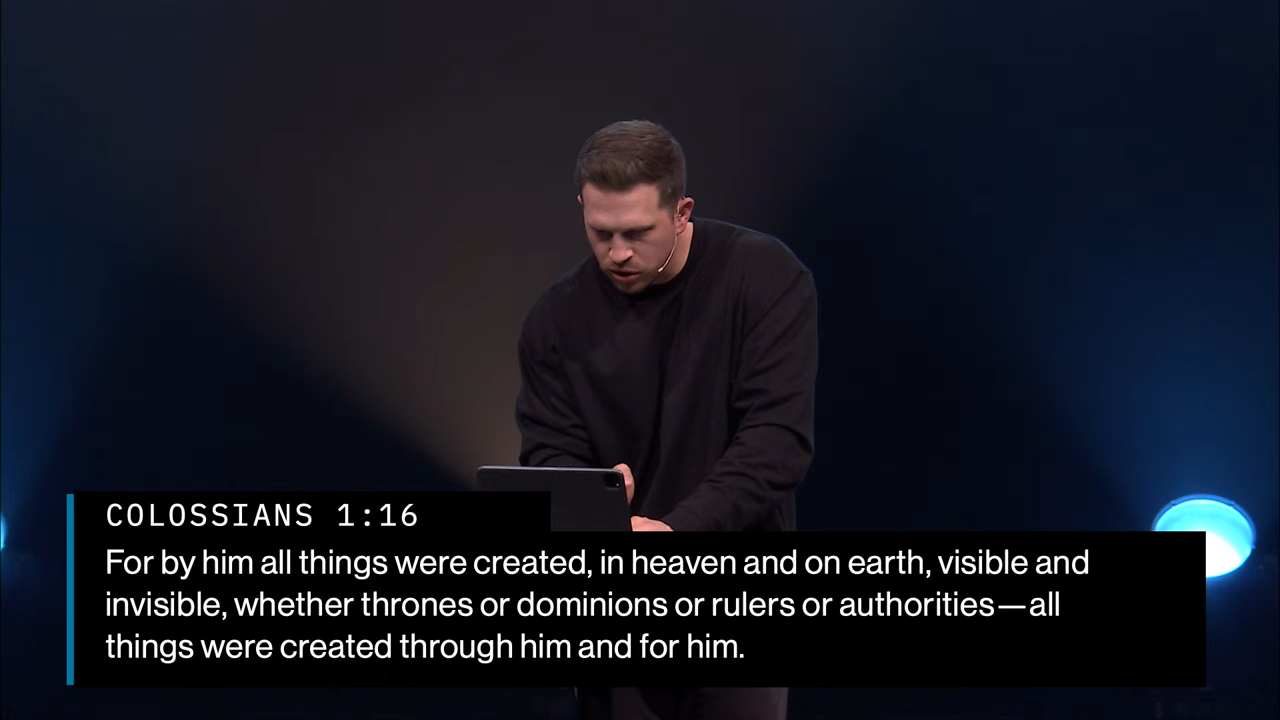 COLOSSIANS 1:16
For by him all things were created, in heaven and on earth, visible and
invisible, whether thrones or dominions or rulers or authorities—all
things were created through him and for him.